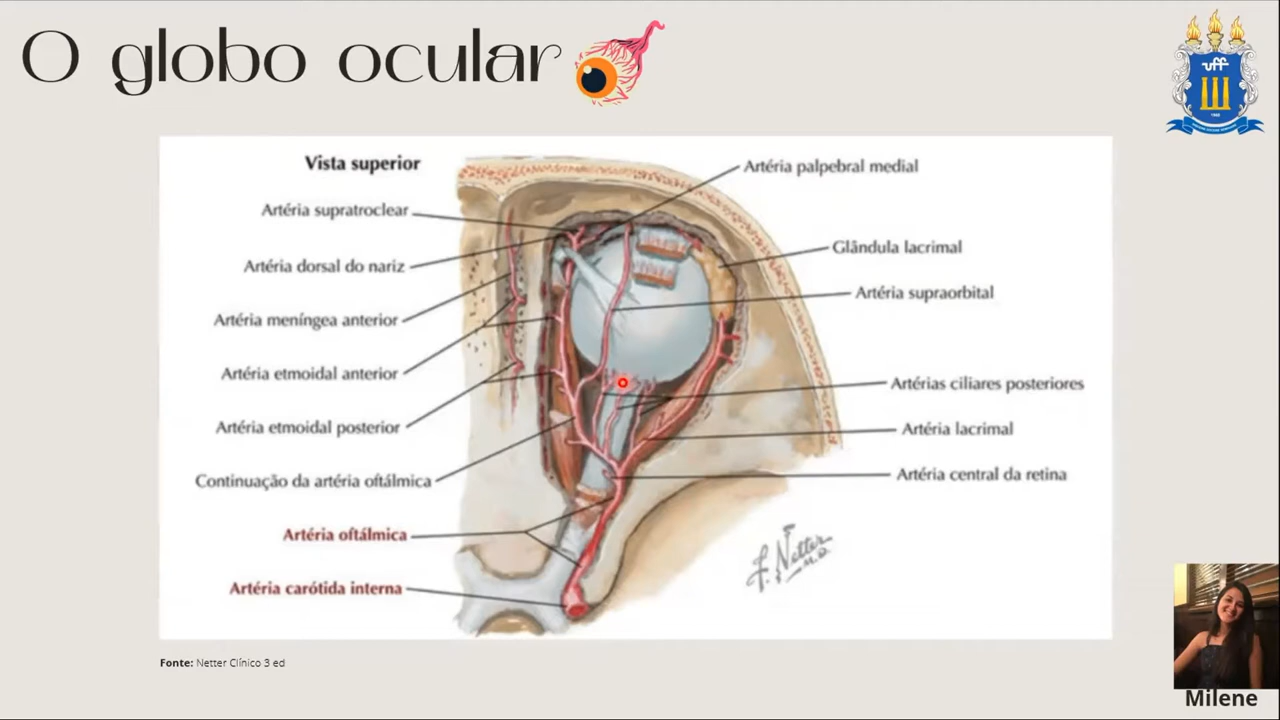 O globo ocular
uff
Vista superior
Artéria supratroclear
Artéria dorsal do nariz
Artéria meníngea anterior
Artéria etmoidal anterior
Artéria etmoidal posterior
Continuação da artéria oftálmica
Artéria oftálmica
Artéria carótida interna
Artéria palpebral medial
Glândula lacrimal
Artéria supraorbital
Artérias ciliares posteriores
Artéria lacrimal
Artéria central da retina
F. Netter
M.D.
Fonte: Netter Clínico 3 ed
Milene